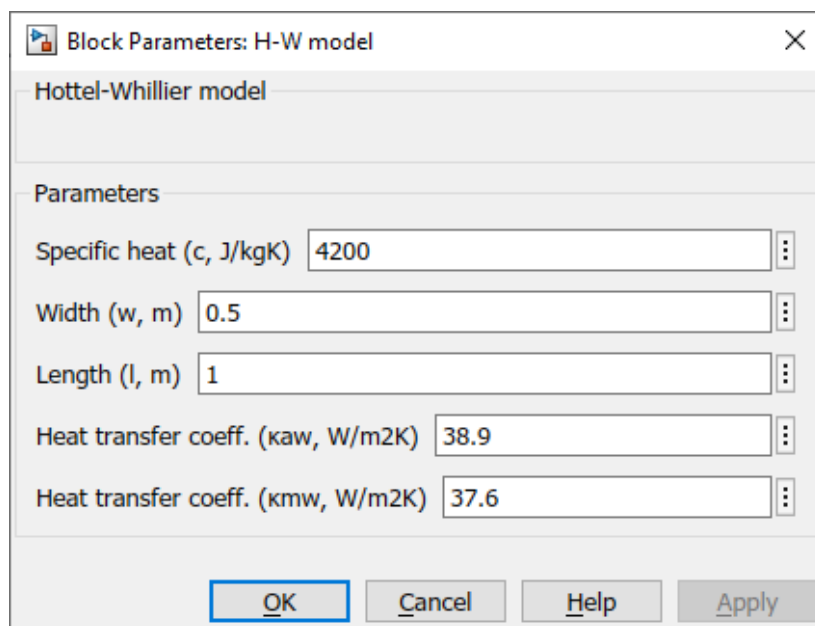 Block Parameters: H-W model
Hottel-Whillier model
Parameters
Specific heat (c, J/kgK) 4200
Width (w, m) 0.5
Length (l, m) 1
Heat transfer coeff. (κaw, W/m2K) 38.9
Heat transfer coeff. (κmw, W/m2K) 37.6
OK Cancel Help Apply